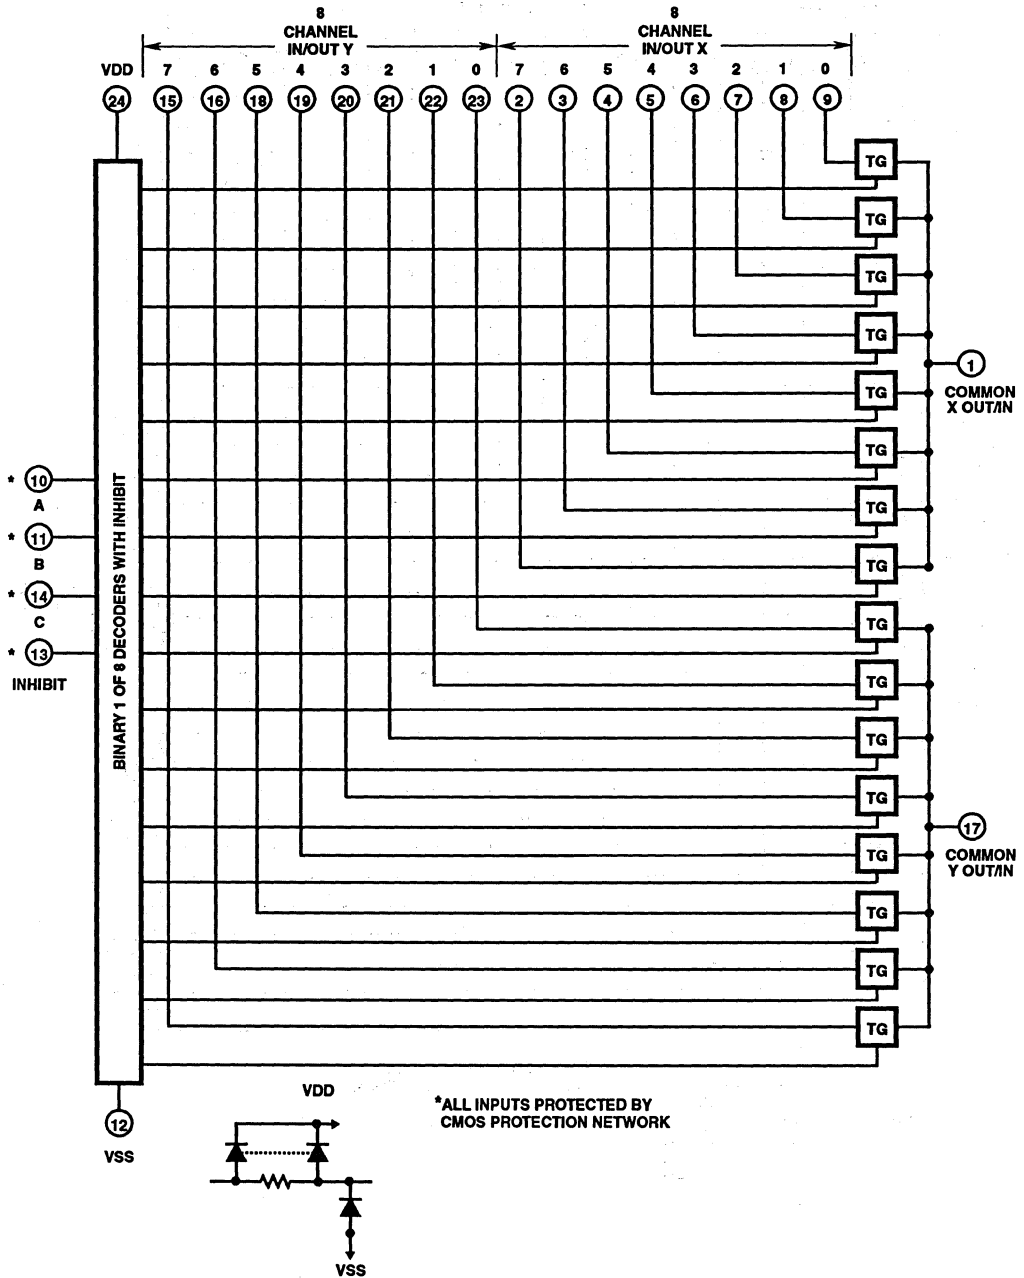 8 8
CHANNEL CHANNEL
IN/OUT Y IN/OUT X
VDD 7 6 5 4 3 2 1 0 7 6 5 4 3 2 1 0
24 15 16 18 19 20 21 22 23 2 3 4 5 6 7 8 9
TG
TG
TG
TG
1
COMMON
X OUT/IN
TG
TG
* 10
A
TG
* 11
B
TG
* 14
C
TG
* 13
INHIBIT
BINARY 1 OF 8 DECODERS WITH INHIBIT
TG
TG
TG
17
COMMON
Y OUT/IN
TG
TG
TG
TG
12
VSS
VDD
*ALL INPUTS PROTECTED BY
CMOS PROTECTION NETWORK
VSS